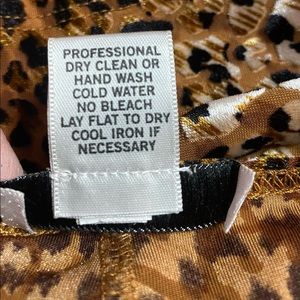 PROFESSIONAL
DRY CLEAN OR
HAND WASH
COLD WATER
NO BLEACH
LAY FLAT TO DRY
COOL IRON IF
NECESSARY